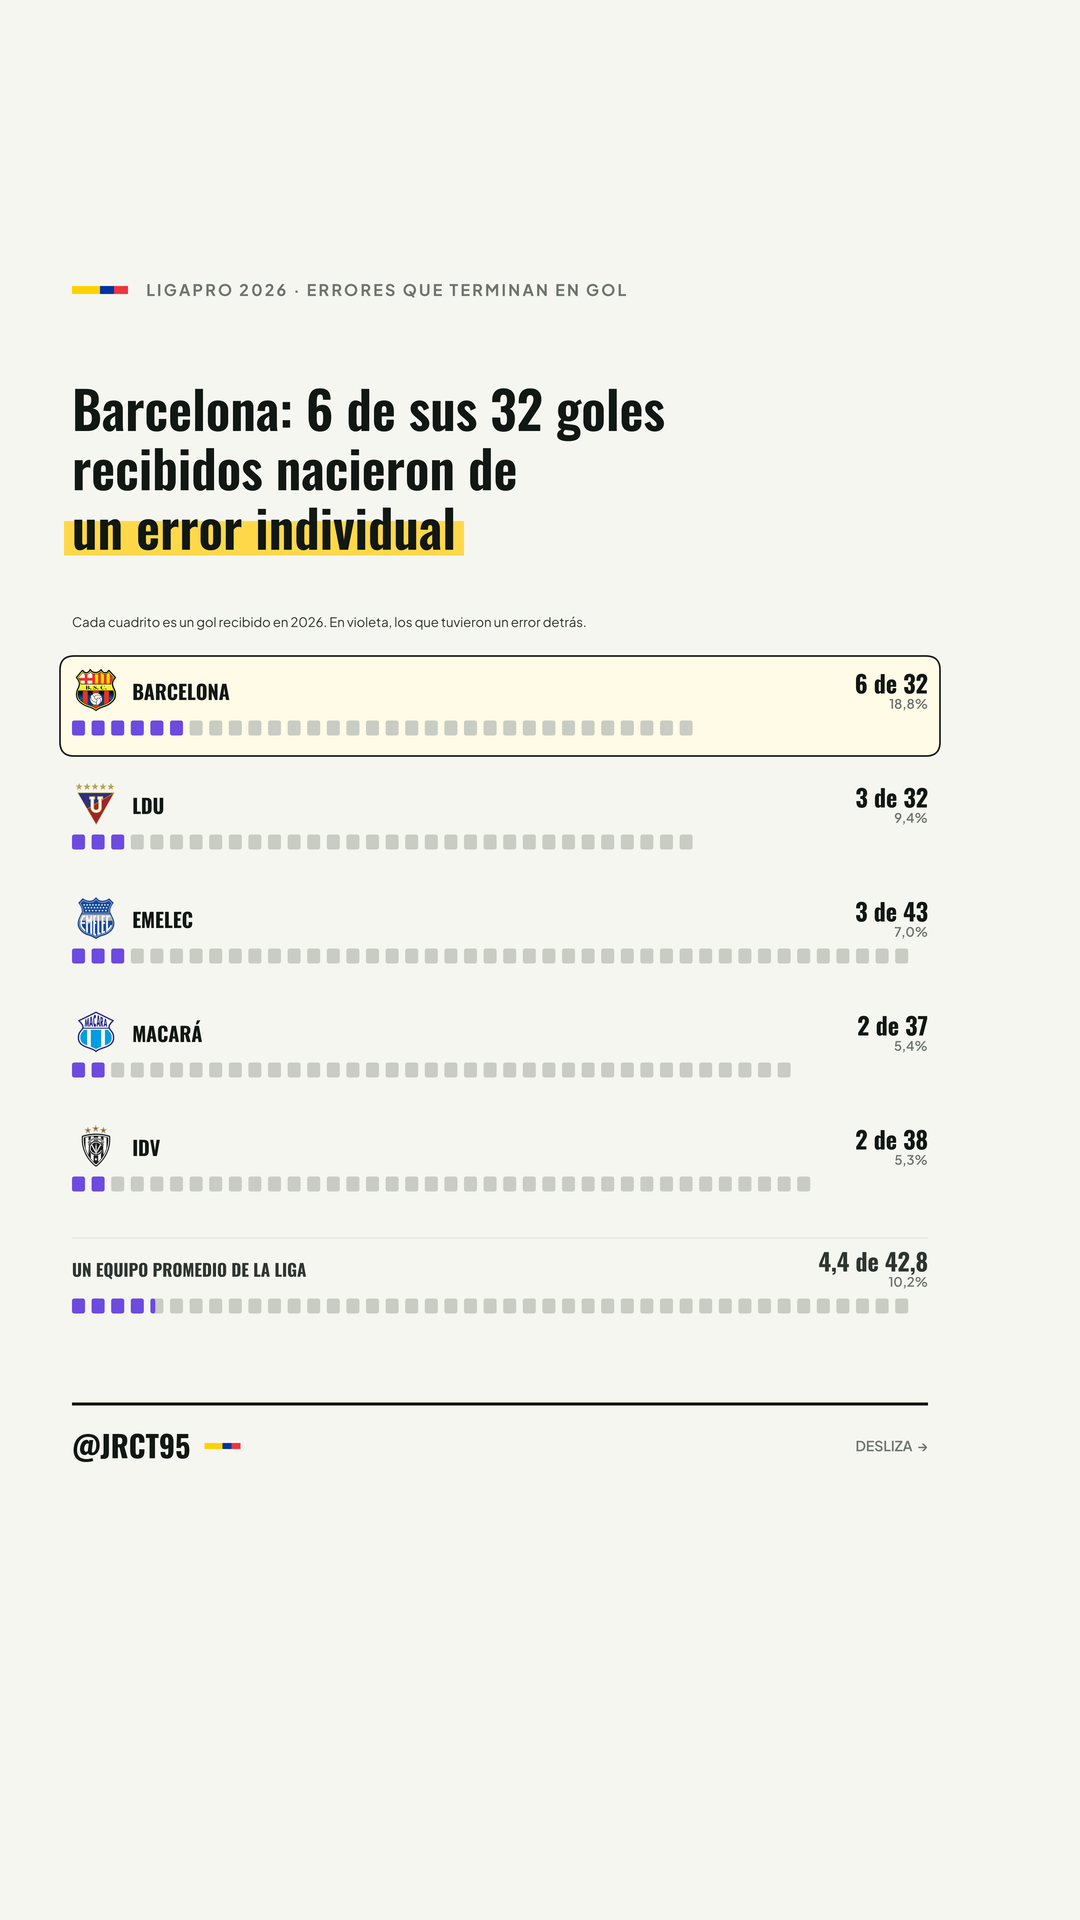 LIGAPRO 2026 · ERRORES QUE TERMINAN EN GOL
Barcelona: 6 de sus 32 goles
recibidos nacieron de
un error individual
Cada cuadrito es un gol recibido en 2026. En violeta, los que tuvieron un error detrás.
B.S.C.
BARCELONA
6 de 32
18,8%
U
LDU
3 de 32
9,4%
EMELEC
EMELEC
3 de 43
7,0%
MACARÁ
MACARÁ
2 de 37
5,4%
IDV
2 de 38
5,3%
UN EQUIPO PROMEDIO DE LA LIGA
4,4 de 42,8
10,2%
@JRCT95
DESLIZA →